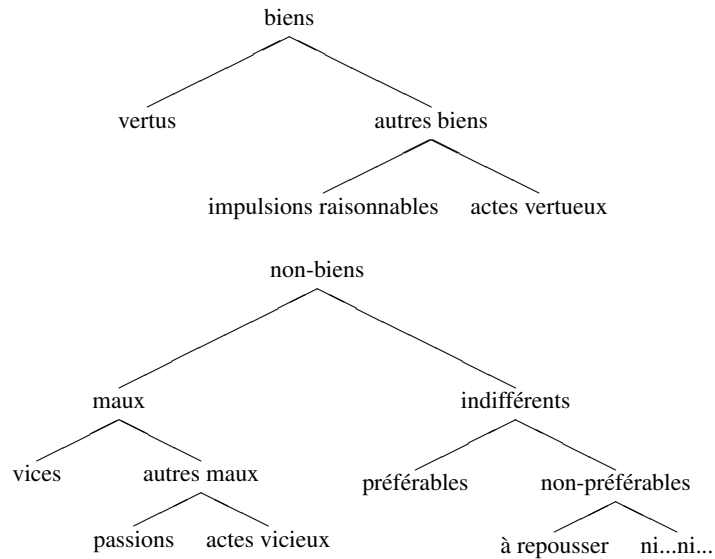 biens
vertus autres biens
impulsions raisonnables actes vertueux
non-biens
maux indifférents
vices autres maux préférables non-préférables
passions actes vicieux à repousser ni...ni...